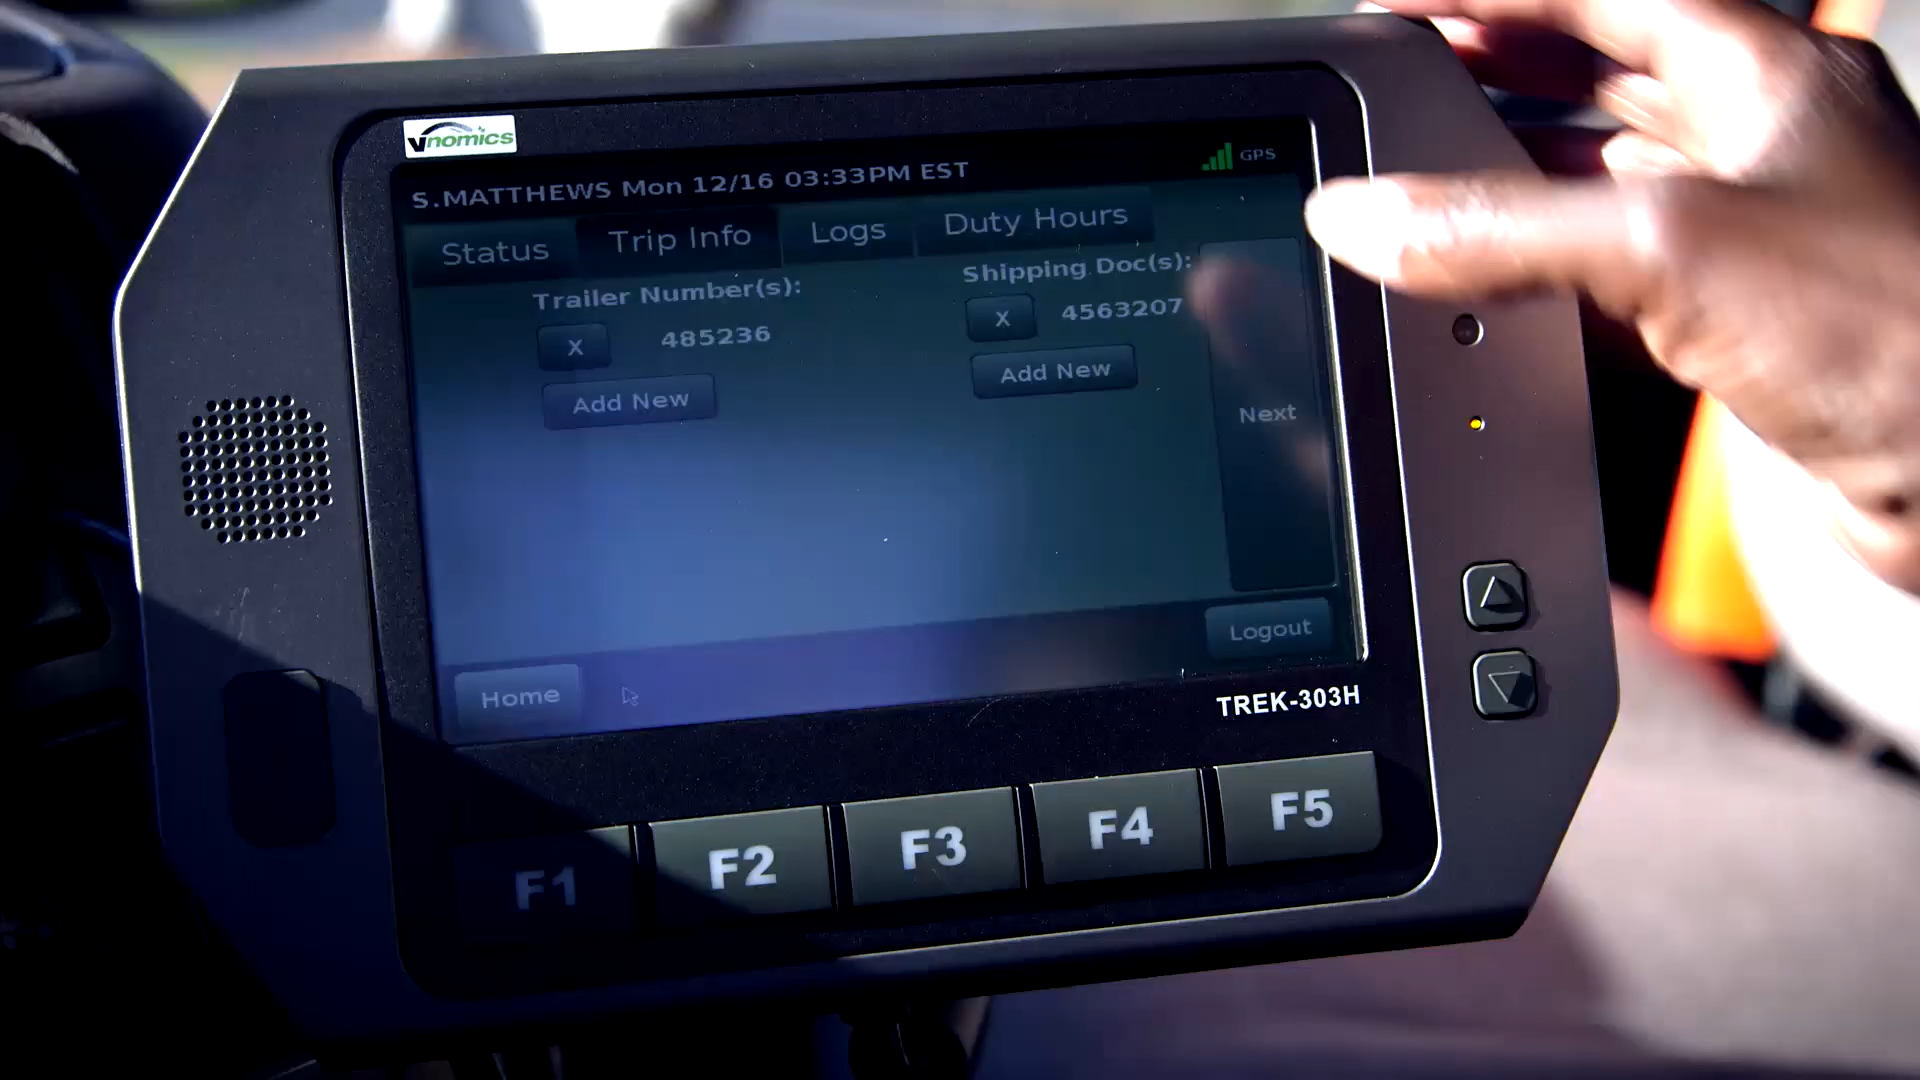 vnomics
S.MATTHEWS Mon 12/16 03:33PM EST
GPS
Status
Trip Info
Logs
Duty Hours
Trailer Number(s):
X 485236
Add New
Shipping Doc(s):
X 4563207
Add New
Next
Logout
Home
TREK-303H
F1
F2
F3
F4
F5